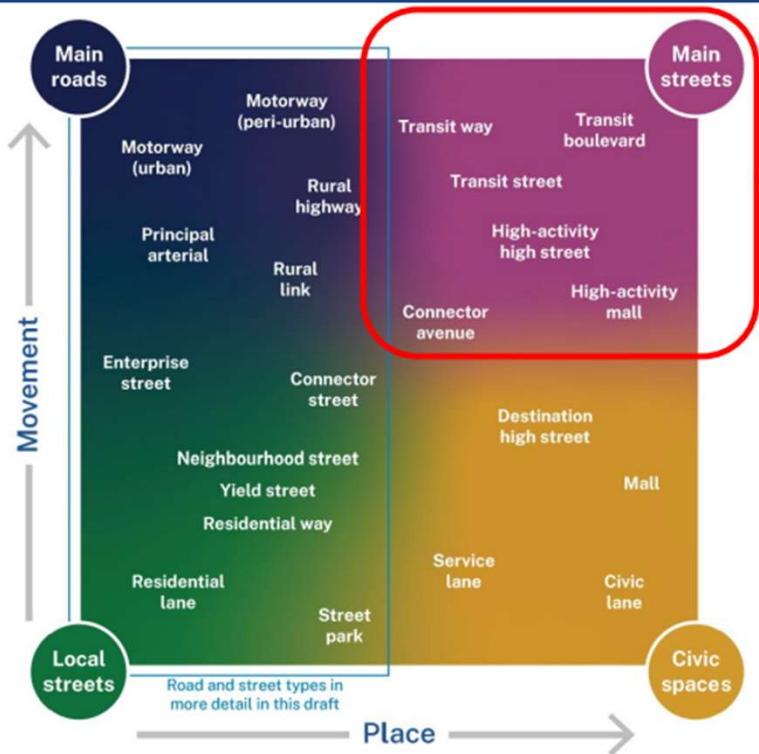 Main
roads
Main
streets
Motorway
(peri-urban)
Transit way
Transit
boulevard
Motorway
(urban)
Transit street
Rural
highway
Principal
arterial
High-activity
high street
Rural
link
High-activity
mall
Connector
avenue
Enterprise
street
Connector
street
Destination
high street
Neighbourhood street
Mall
Yield street
Residential way
Service
lane
Residential
lane
Civic
lane
Street
park
Local
streets
Civic
spaces
Road and street types in
more detail in this draft
Movement
Place